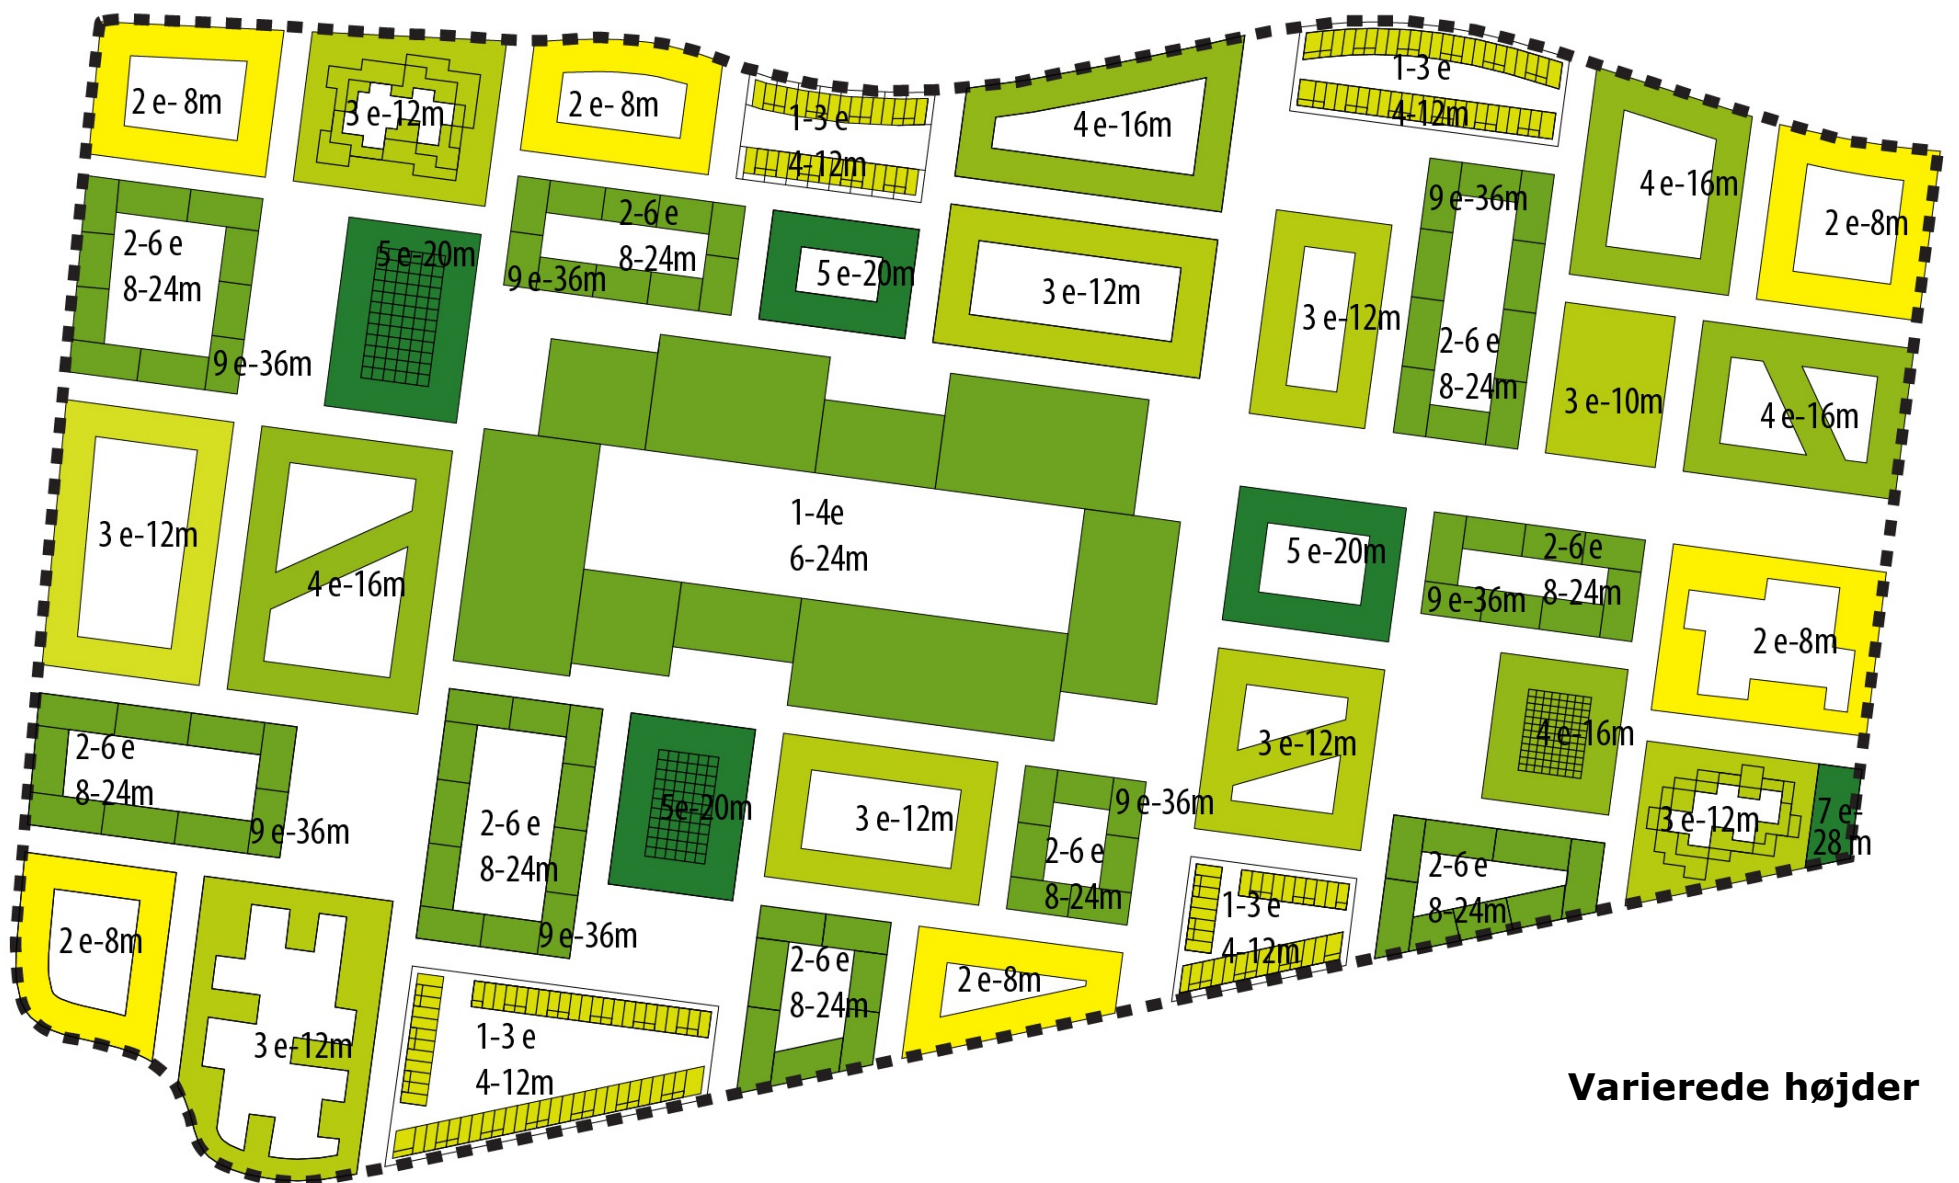 2 e- 8m
3 e-12m
2 e- 8m
1-3 e
4-12m
4 e-16m
1-3 e
4-12m
4 e-16m
2 e-8m
2-6 e
8-24m
9 e-36m
5 e-20m
2-6 e
8-24m
9 e-36m
5 e-20m
3 e-12m
3 e-12m
9 e-36m
2-6 e
8-24m
3 e-10m
4 e-16m
3 e-12m
4 e-16m
1-4e
6-24m
5 e-20m
2-6 e
8-24m
9 e-36m
2 e-8m
2-6 e
8-24m
9 e-36m
2-6 e
8-24m
9 e-36m
5e-20m
3 e-12m
9 e-36m
2-6 e
8-24m
3 e-12m
4 e-16m
3 e-12m
7 e-
28 m
2 e-8m
3 e-12m
1-3 e
4-12m
2-6 e
8-24m
2 e-8m
1-3 e
4-12m
2-6 e
8-24m
Varierede højder